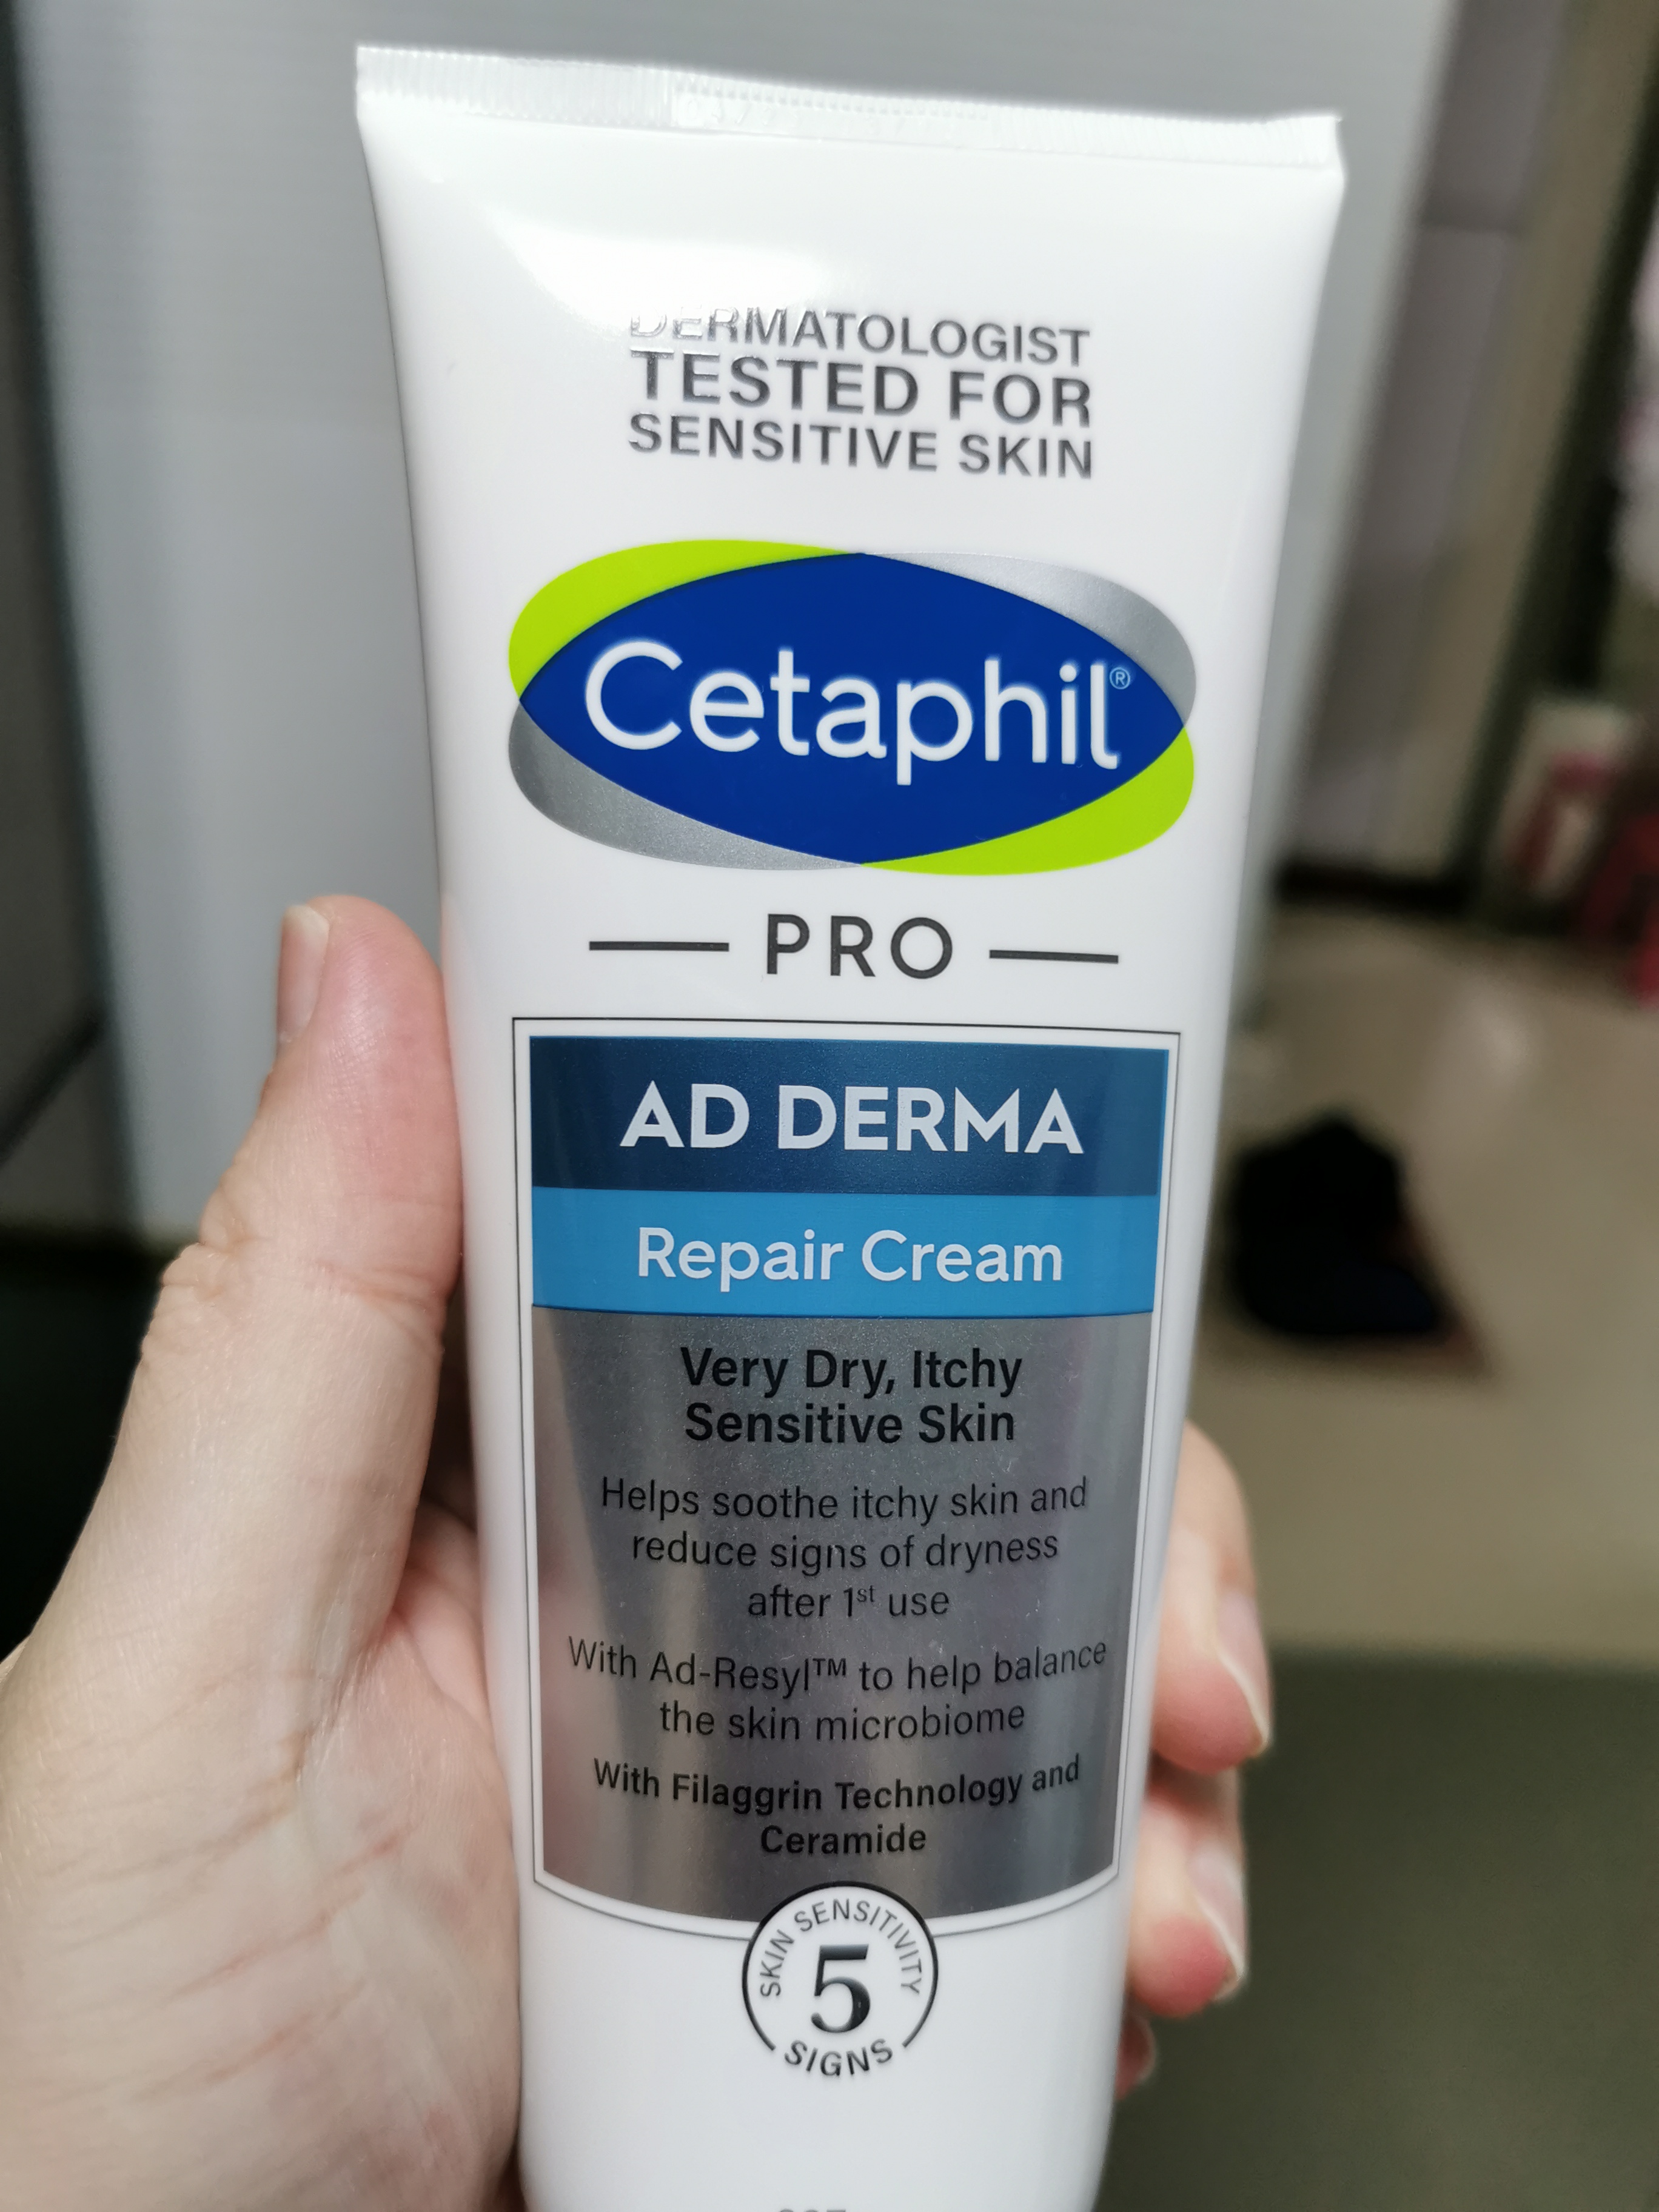 DERMATOLOGIST
TESTED FOR
SENSITIVE SKIN
Cetaphil®
PRO
AD DERMA
Repair Cream
Very Dry, Itchy
Sensitive Skin
Helps soothe itchy skin and
reduce signs of dryness
after 1st use
With Ad-Resyl™ to help balance
the skin microbiome
With Filaggrin Technology and
Ceramide
SKIN SENSITIVITY
5
SIGNS